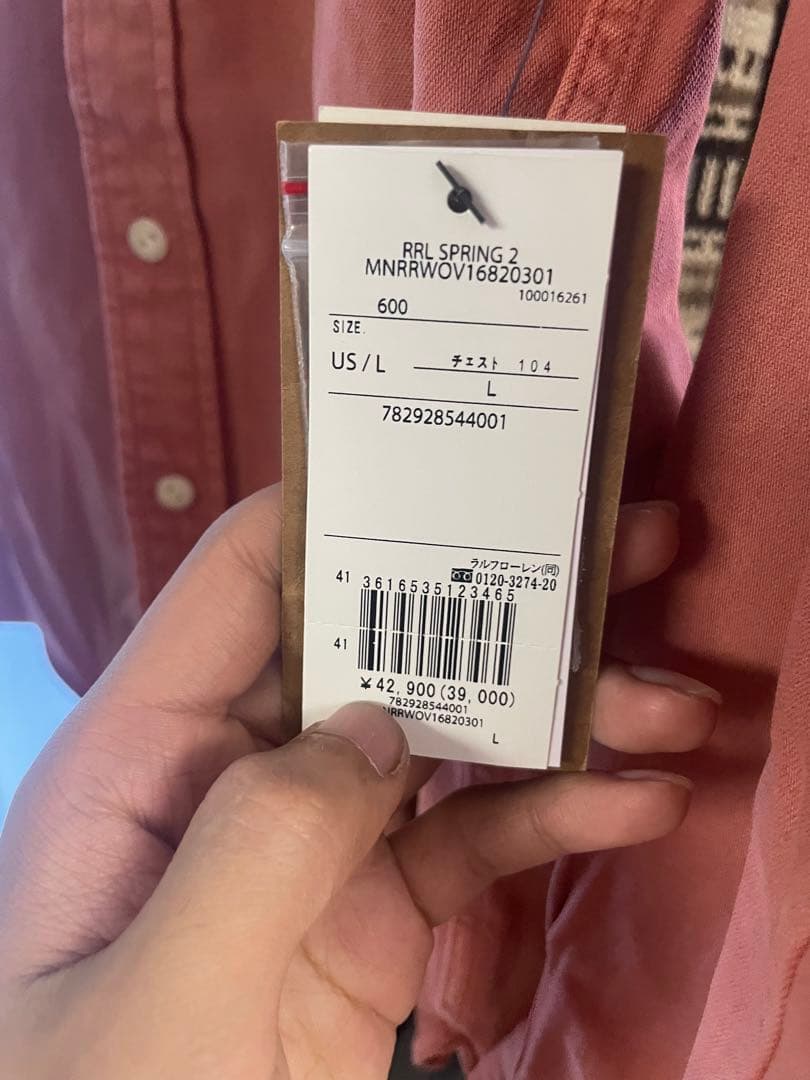 RRL SPRING 2
MNRRWOV16820301
100016261
600
SIZE.
US/L チェスト 104
L
782928544001
ラルフローレン(同)
0120-3274-20
41 3616535123465
41
¥42,900(39,000)
782928544001
NRRWOV16820301
L